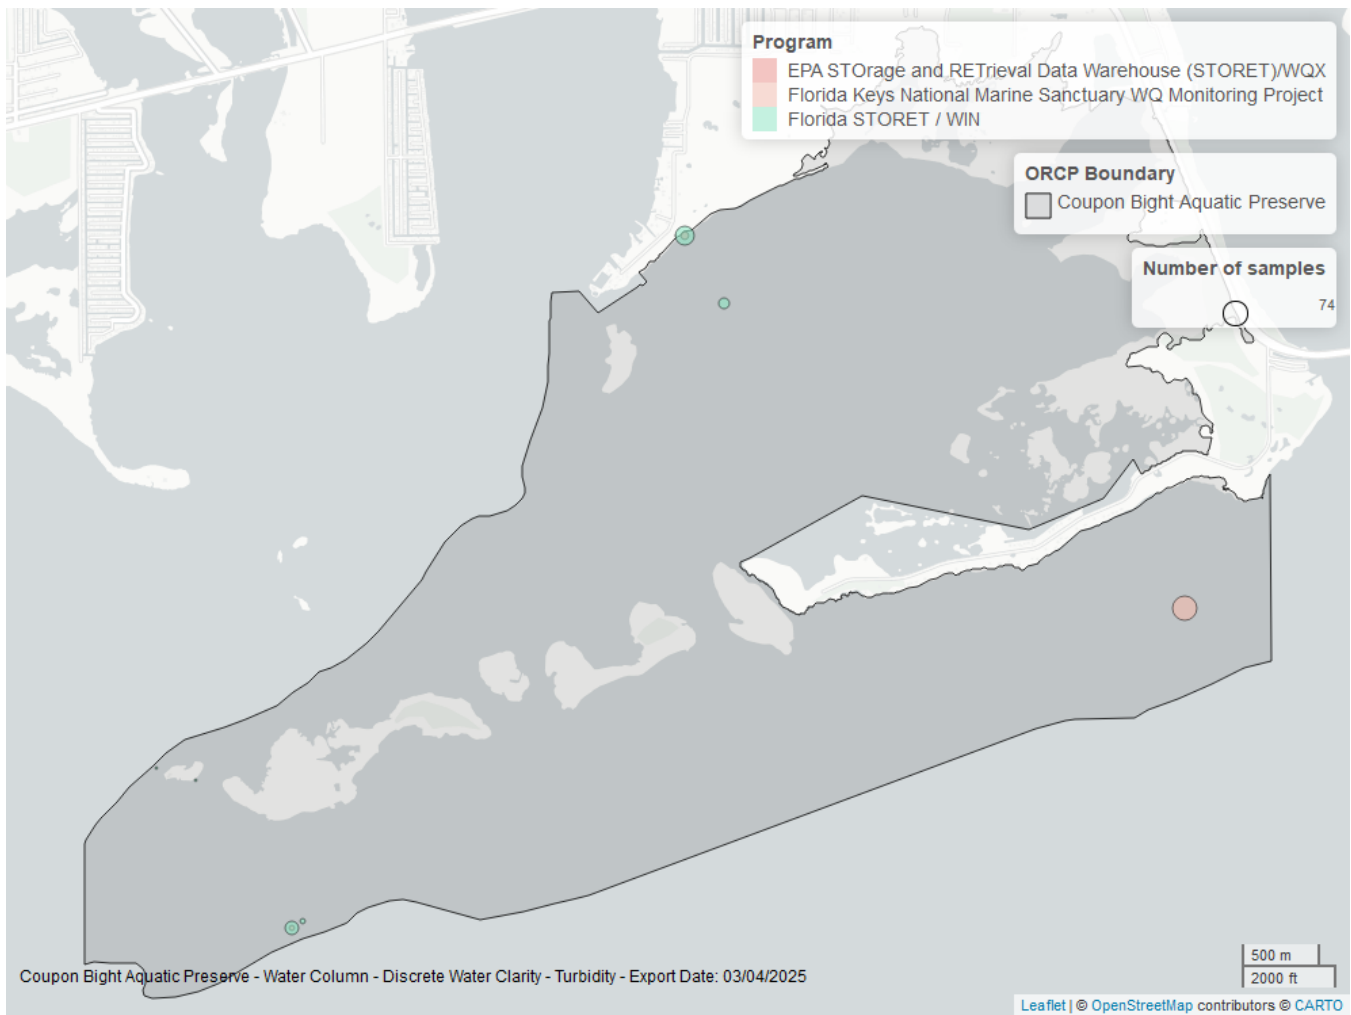 Program
EPA STOrage and RETrieval Data Warehouse (STORET)/WQX
Florida Keys National Marine Sanctuary WQ Monitoring Project
Florida STORET / WIN
ORCP Boundary
Coupon Bight Aquatic Preserve
Number of samples
74
500 m
2000 ft
Coupon Bight Aquatic Preserve - Water Column - Discrete Water Clarity - Turbidity - Export Date: 03/04/2025
Leaflet | © OpenStreetMap contributors © CARTO